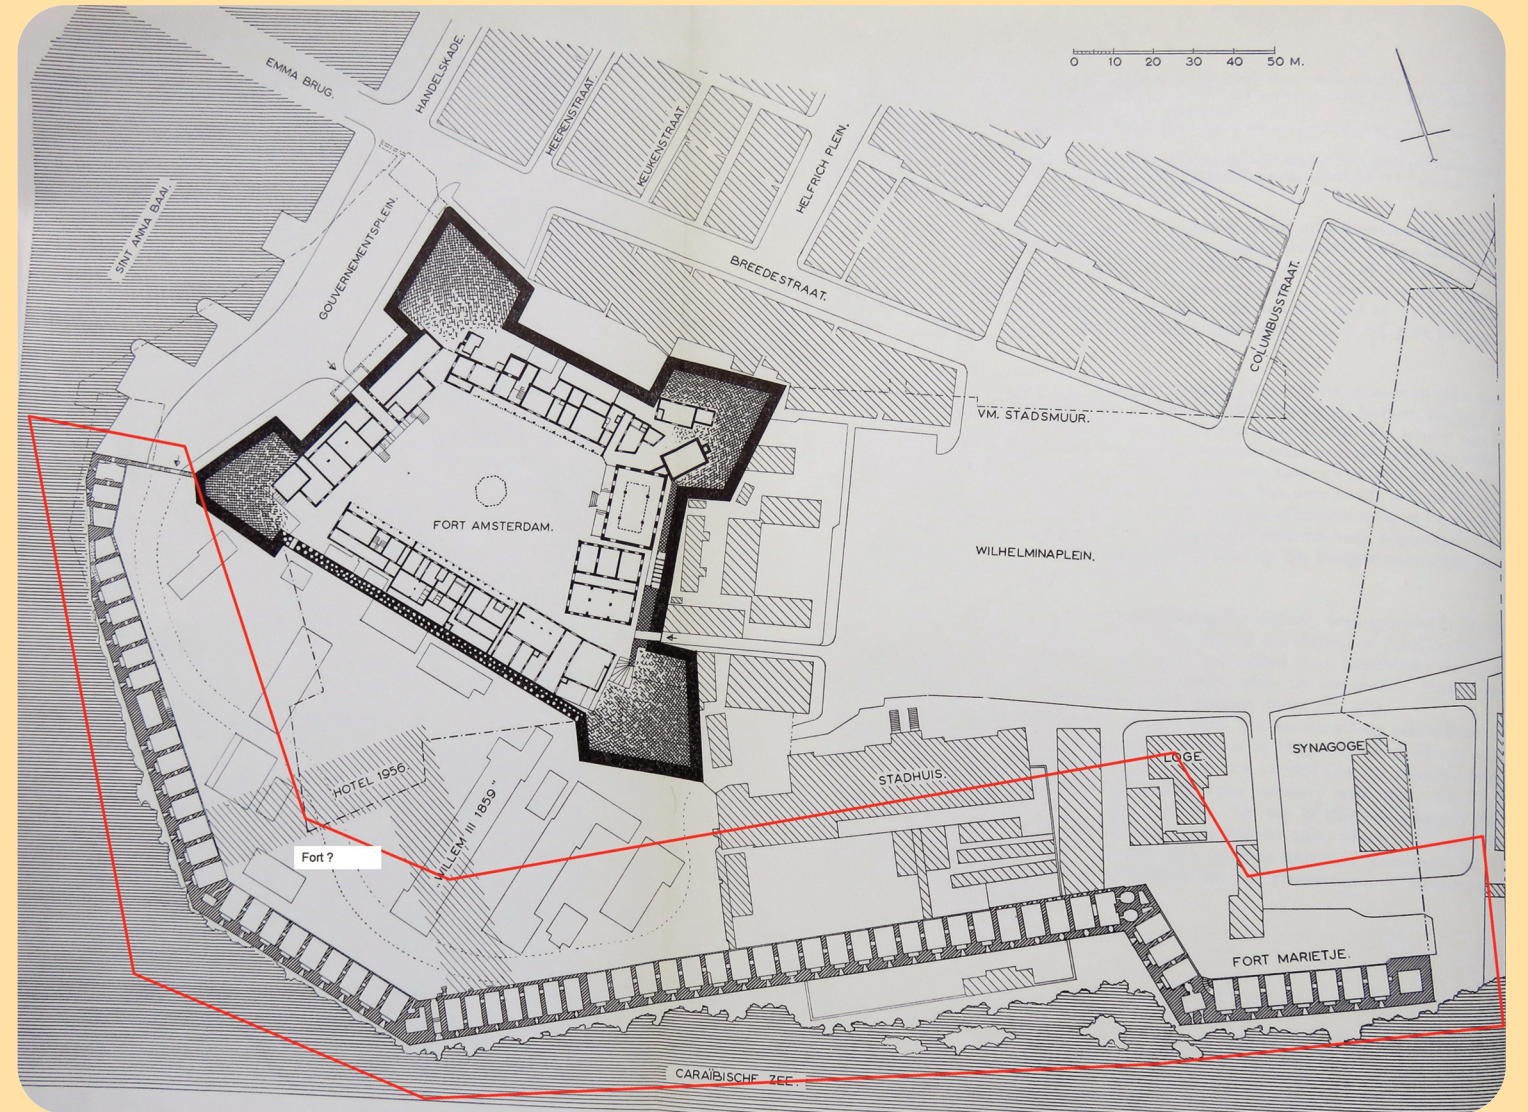 0 10 20 30 40 50 M.
EMMA BRUG.
HANDELSKADE.
HEERENSTRAAT.
KEUKENSTRAAT.
HELFRICH PLEIN.
SINT ANNA BAAI.
GOUVERNEMENTSPLEIN.
BREEDESTRAAT.
COLUMBUSSTRAAT.
VM. STADSMUUR.
FORT AMSTERDAM.
WILHELMINAPLEIN.
HOTEL 1956.
„WILLEM III 1859"
STADHUIS.
LOGE
SYNAGOGE
Fort ?
FORT MARIETJE.
CARAÏBISCHE ZEE.